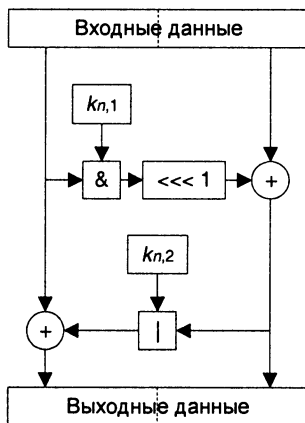 Входные данные
kn,1
&
<<< 1
+
kn,2
+
|
Выходные данные